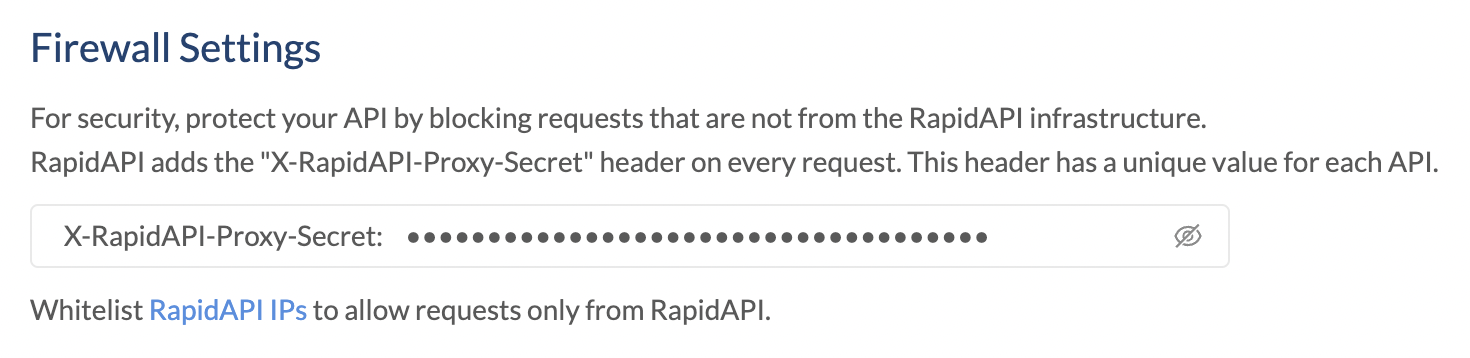 Firewall Settings
For security, protect your API by blocking requests that are not from the RapidAPI infrastructure.
RapidAPI adds the "X-RapidAPI-Proxy-Secret" header on every request. This header has a unique value for each API.
X-RapidAPI-Proxy-Secret: ••••••••••••••••••••••••••••••••••••
Whitelist RapidAPI IPs to allow requests only from RapidAPI.